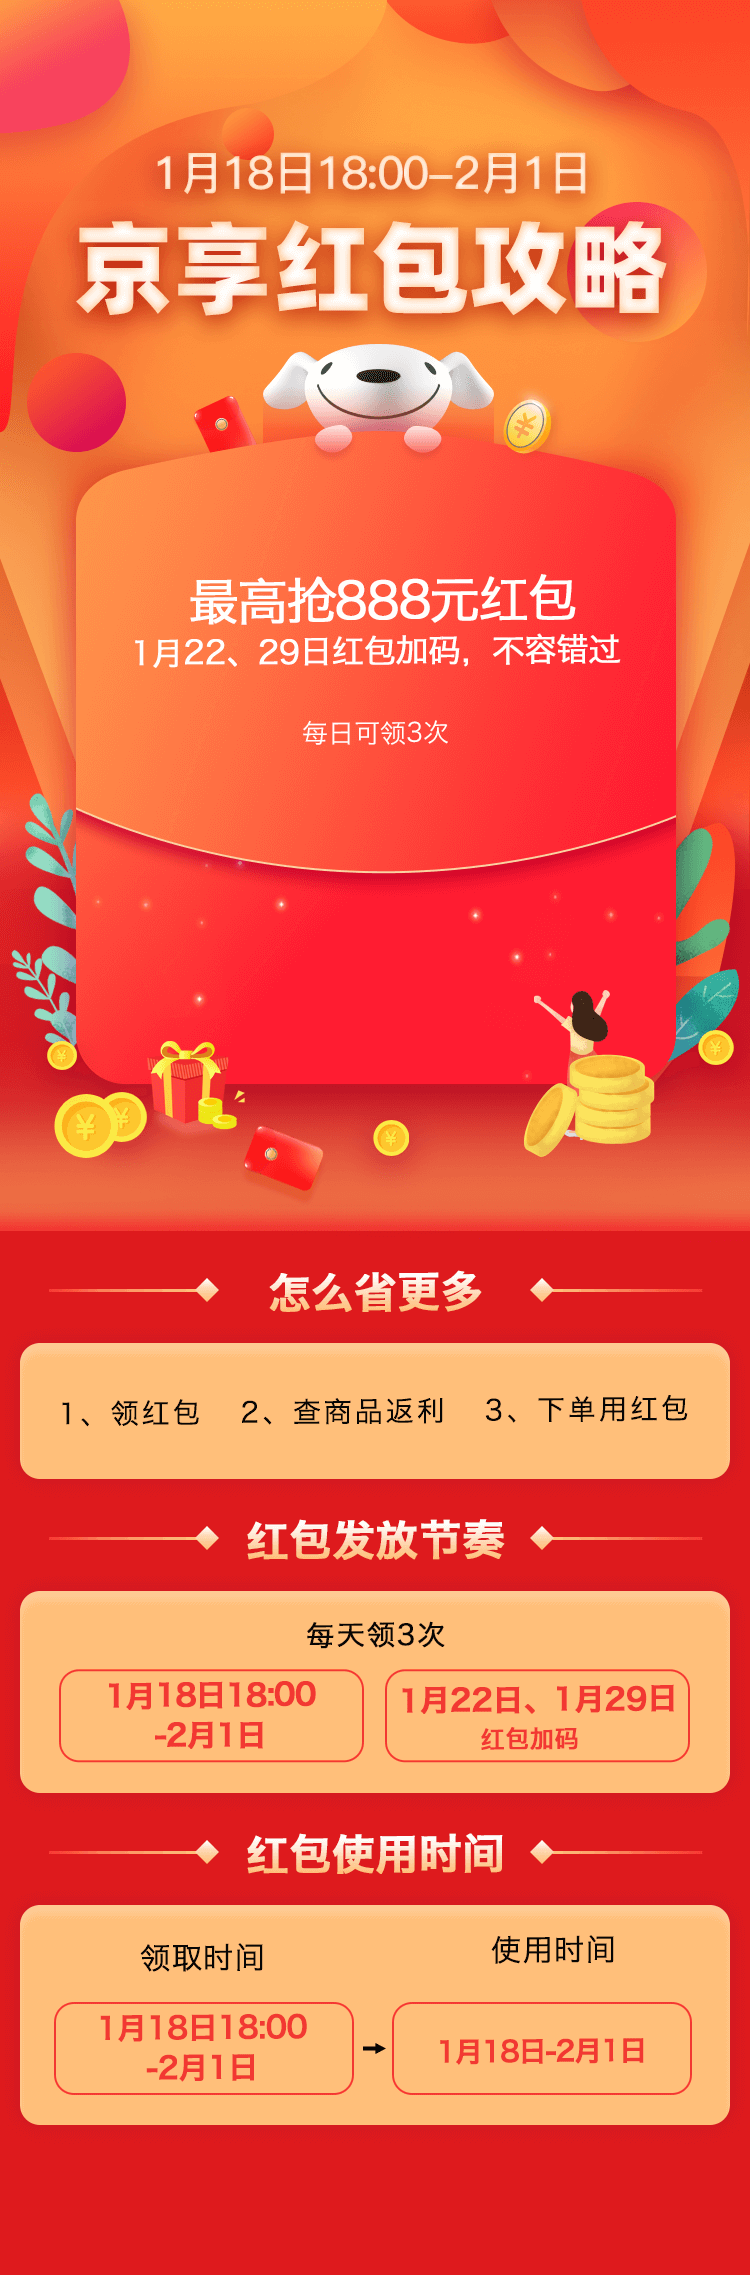 1月18日18:00-2月1日
京享红包攻略
最高抢888元红包
1月22、29日红包加码，不容错过
每日可领3次
怎么省更多
1、领红包 2、查商品返利 3、下单用红包
红包发放节奏
每天领3次
1月18日18:00
-2月1日
1月22日、1月29日
红包加码
红包使用时间
领取时间
使用时间
1月18日18:00
-2月1日
1月18日-2月1日